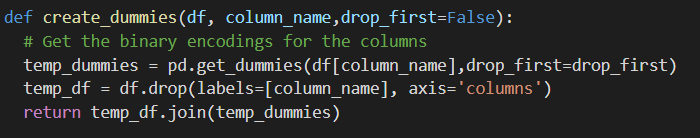 def create_dummies(df, column_name,drop_first=False):
  # Get the binary encodings for the columns
  temp_dummies = pd.get_dummies(df[column_name],drop_first=drop_first)
  temp_df = df.drop(labels=[column_name], axis='columns')
  return temp_df.join(temp_dummies)